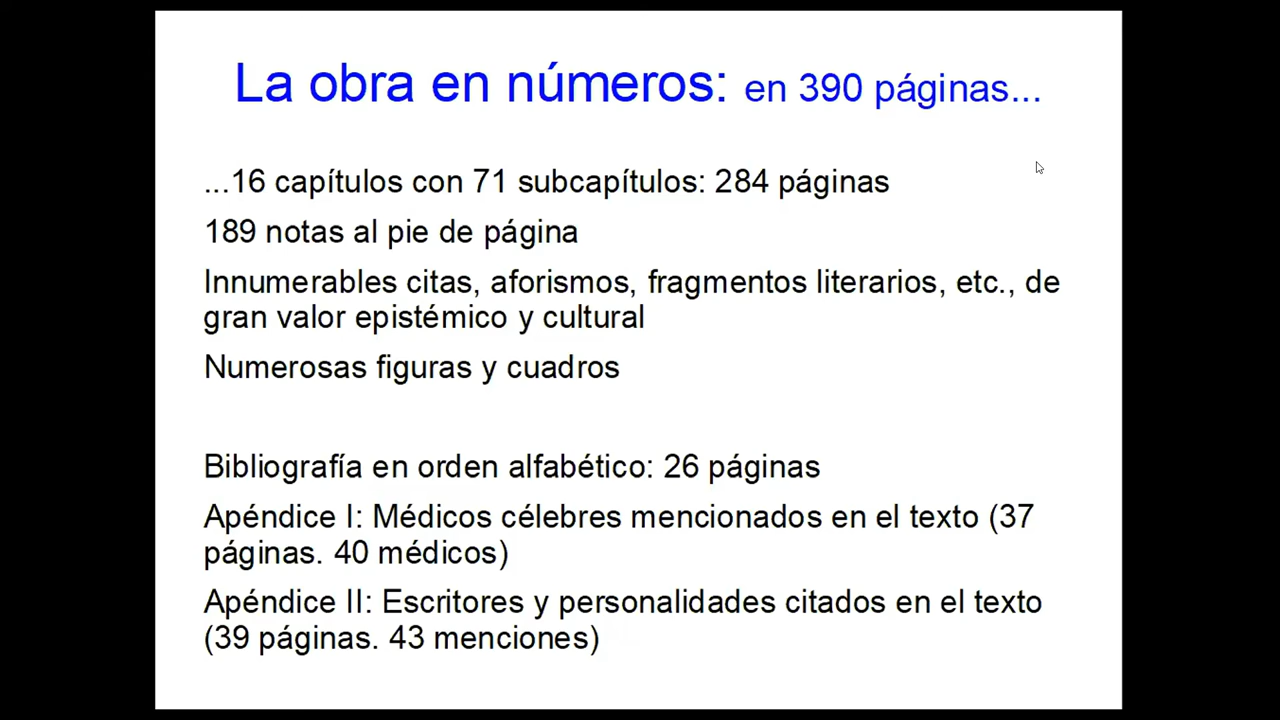 La obra en números: en 390 páginas...
...16 capítulos con 71 subcapítulos: 284 páginas
189 notas al pie de página
Innumerables citas, aforismos, fragmentos literarios, etc., de
gran valor epistémico y cultural
Numerosas figuras y cuadros
Bibliografía en orden alfabético: 26 páginas
Apéndice I: Médicos célebres mencionados en el texto (37
páginas. 40 médicos)
Apéndice II: Escritores y personalidades citados en el texto
(39 páginas. 43 menciones)